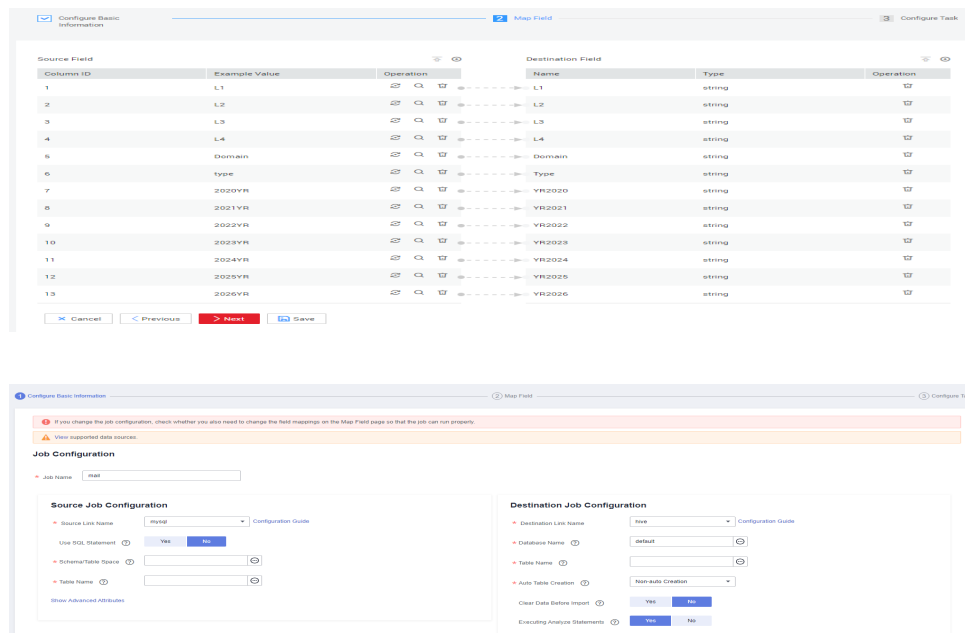 Configure Basic Information
2 Map Field
3 Configure Task
Source Field
Destination Field
Column ID Example Value Operation Name Type Operation
1 L1 L1 string
2 L2 L2 string
3 L3 L3 string
4 L4 L4 string
5 Domain Domain string
6 type Type string
7 2020YR YR2020 string
8 2021YR YR2021 string
9 2022YR YR2022 string
10 2023YR YR2023 string
11 2024YR YR2024 string
12 2025YR YR2025 string
13 2026YR YR2026 string
Cancel < Previous > Next Save
1 Configure Basic Information 2 Map Field 3 Configure T
If you change the job configuration, check whether you also need to change the field mappings on the Map Field page so that the job can run properly.
View supported data sources.
Job Configuration
* Job Name mail
Source Job Configuration
* Source Link Name mysql Configuration Guide
Use SQL Statement ? Yes No
* Schema/Table Space ?
* Table Name ?
Show Advanced Attributes
Destination Job Configuration
* Destination Link Name hive Configuration Guide
* Database Name ? default
* Table Name ?
* Auto Table Creation ? Non-auto Creation
Clear Data Before Import ? Yes No
Executing Analyze Statements ? Yes No